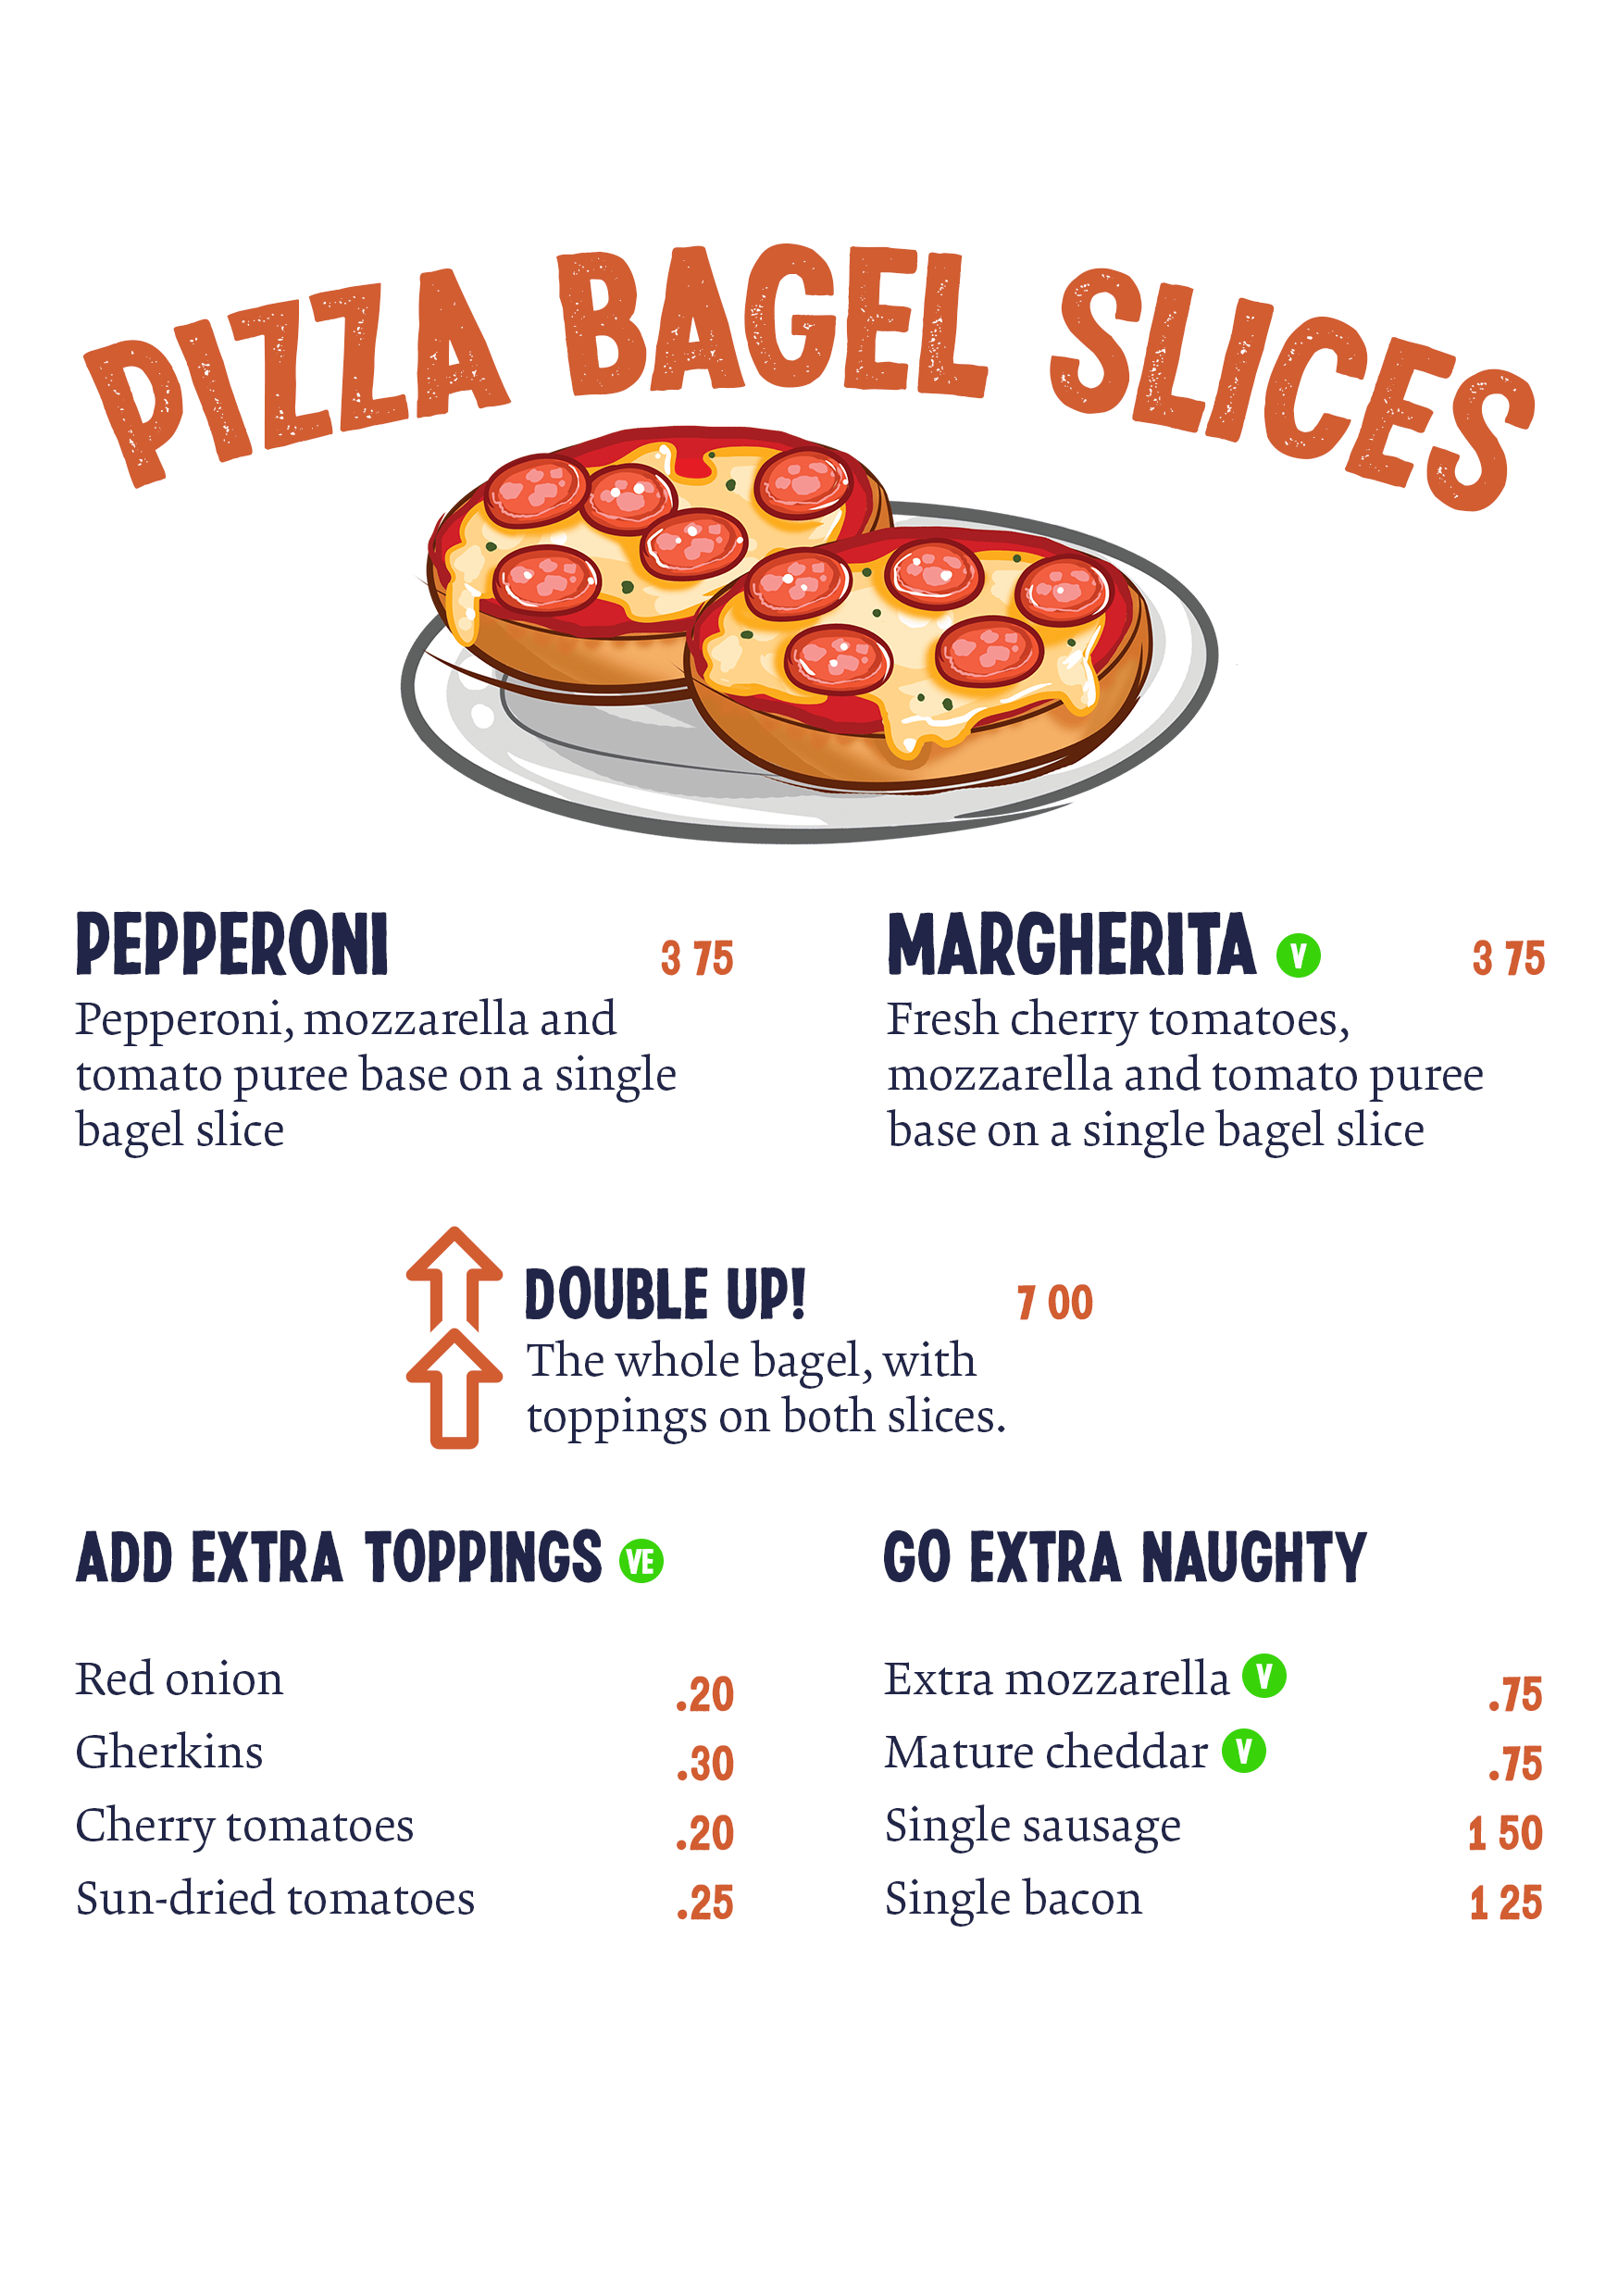 PIZZA BAGEL SLICES
PEPPERONI 3 75
Pepperoni, mozzarella and
tomato puree base on a single
bagel slice
MARGHERITA V 3 75
Fresh cherry tomatoes,
mozzarella and tomato puree
base on a single bagel slice
DOUBLE UP! 7 00
The whole bagel, with
toppings on both slices.
ADD EXTRA TOPPINGS VE
Red onion .20
Gherkins .30
Cherry tomatoes .20
Sun-dried tomatoes .25
GO EXTRA NAUGHTY
Extra mozzarella V .75
Mature cheddar V .75
Single sausage 1 50
Single bacon 1 25